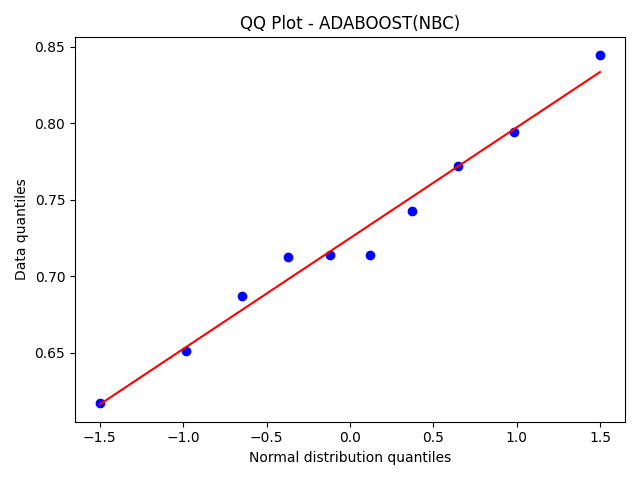 QQ Plot - ADABOOST(NBC)
0.85
0.80
0.75
0.70
0.65
Data quantiles
−1.5 −1.0 −0.5 0.0 0.5 1.0 1.5
Normal distribution quantiles